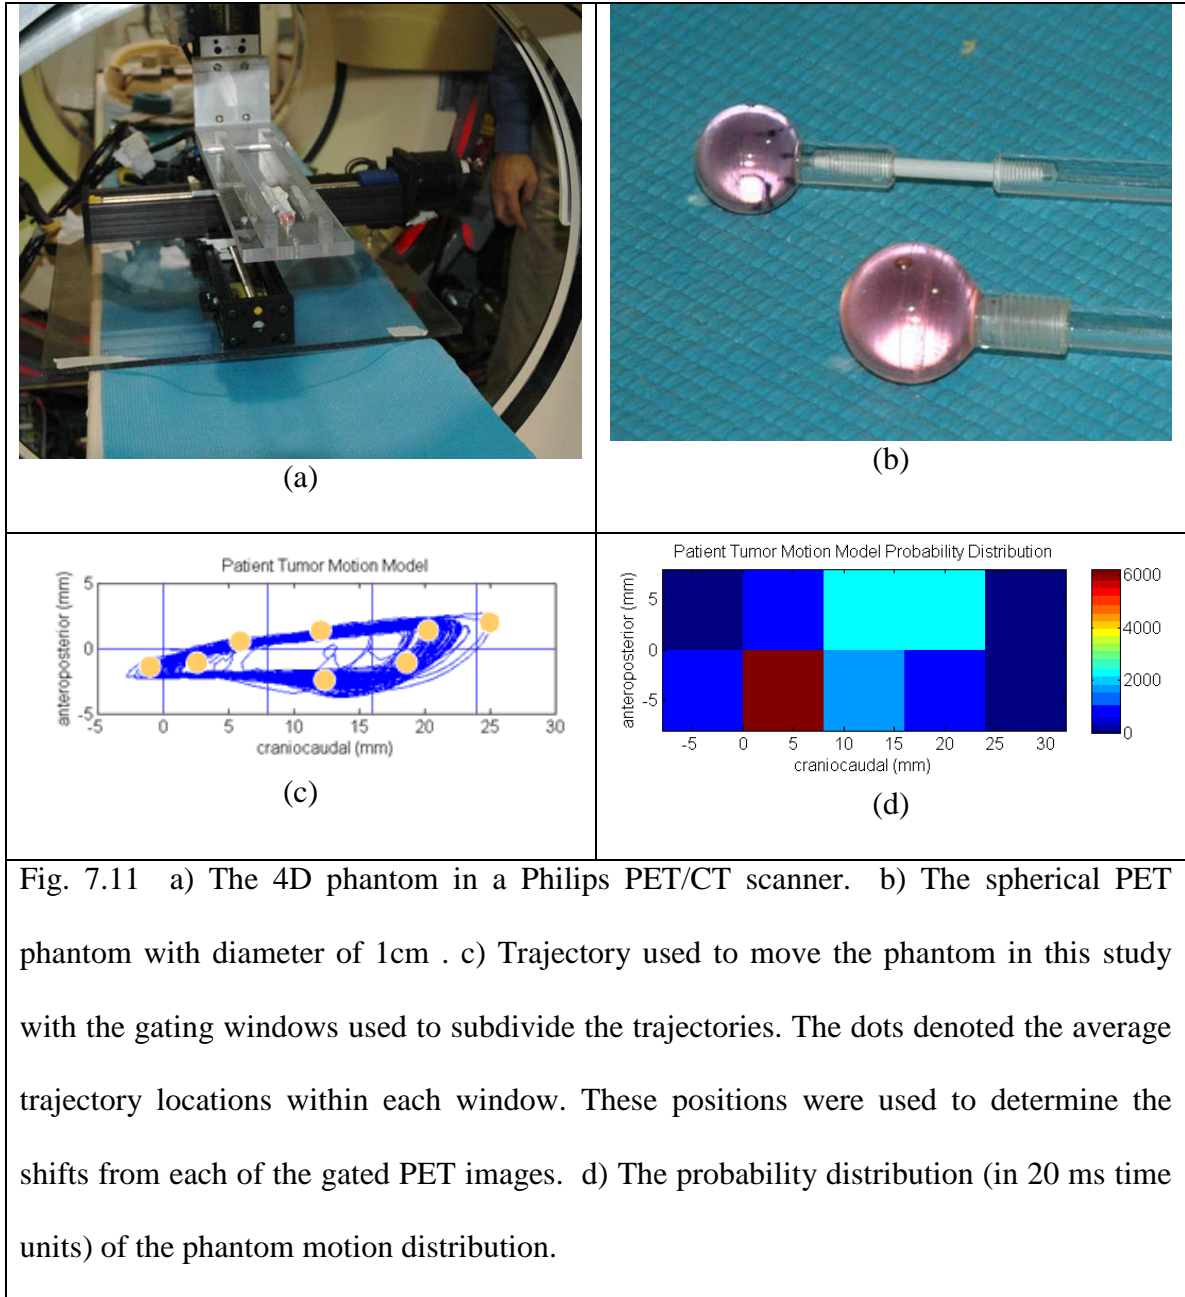 (a)
(b)
Patient Tumor Motion Model
anteroposterior (mm)
5
0
-5
-5 0 5 10 15 20 25 30
craniocaudal (mm)
(c)
Patient Tumor Motion Model Probability Distribution
anteroposterior (mm)
5
0
-5
-5 0 5 10 15 20 25 30
craniocaudal (mm)
6000
4000
2000
0
(d)
Fig. 7.11 a) The 4D phantom in a Philips PET/CT scanner. b) The spherical PET
phantom with diameter of 1cm . c) Trajectory used to move the phantom in this study
with the gating windows used to subdivide the trajectories. The dots denoted the average
trajectory locations within each window. These positions were used to determine the
shifts from each of the gated PET images. d) The probability distribution (in 20 ms time
units) of the phantom motion distribution.